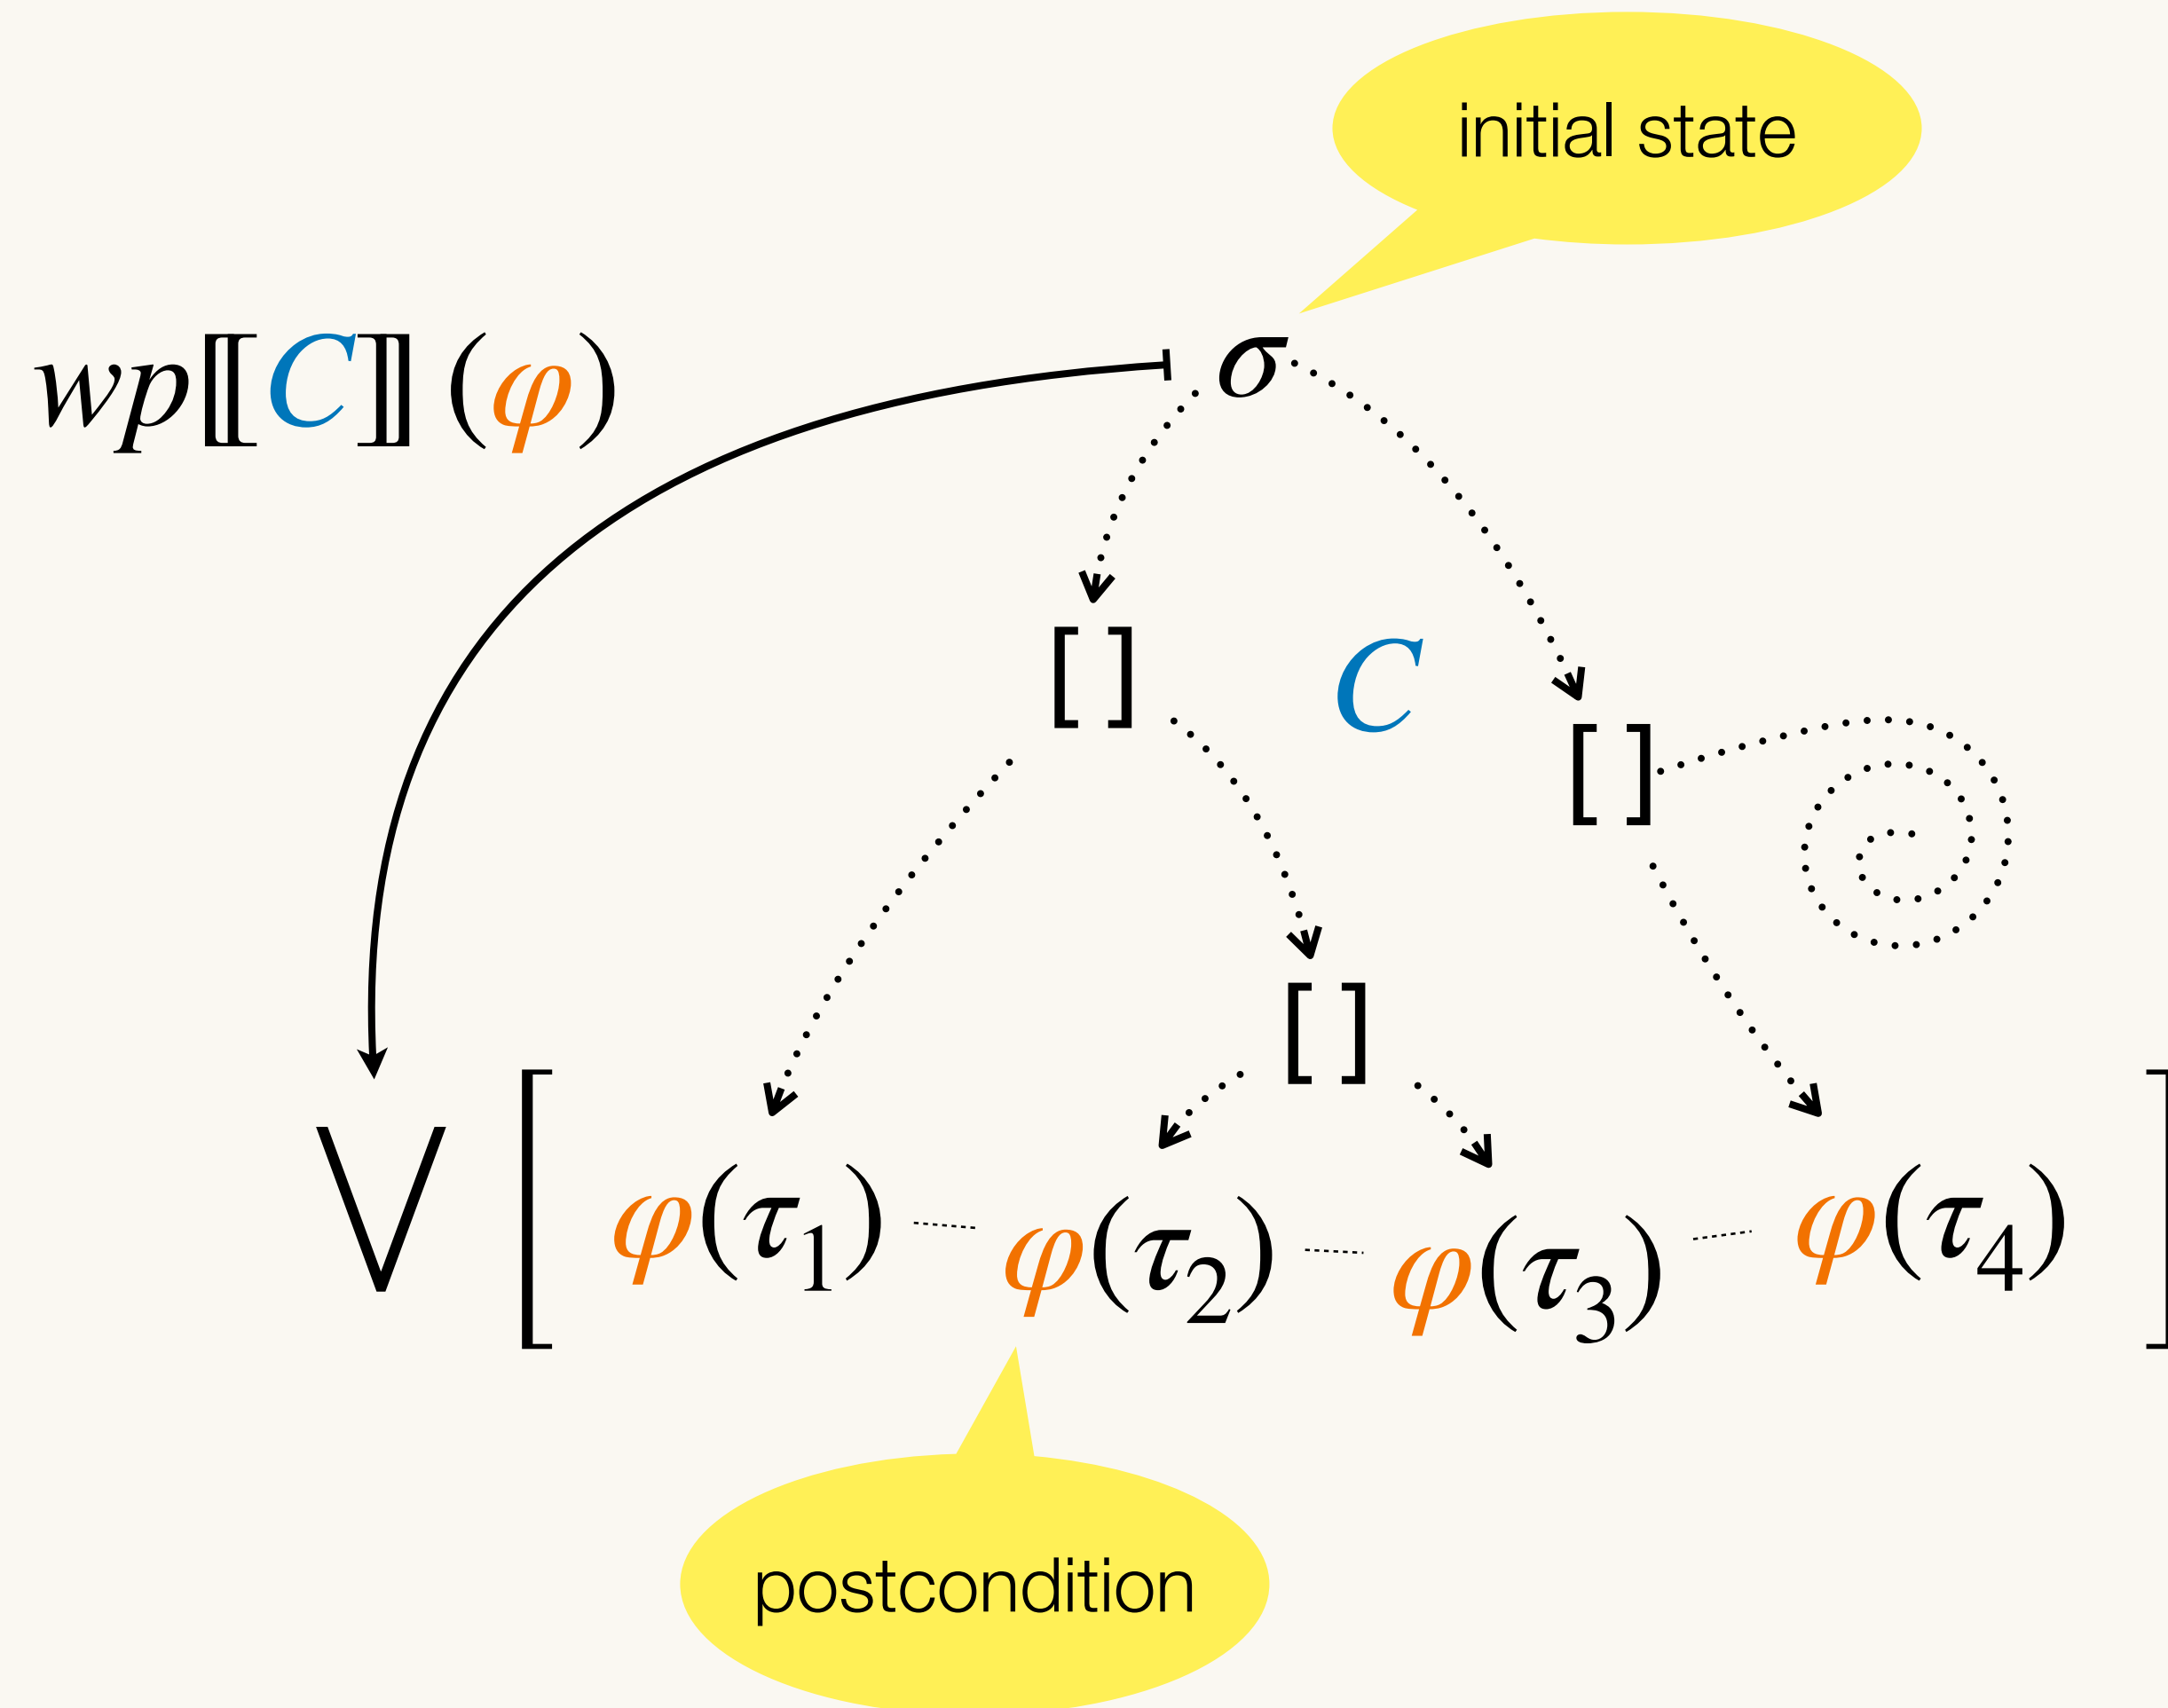 initial state
wp⟦C⟧ (φ)
σ
[ ]
C
[ ]
[ ]
⋁ [ φ(τ₁) φ(τ₂) φ(τ₃) φ(τ₄) ]
postcondition